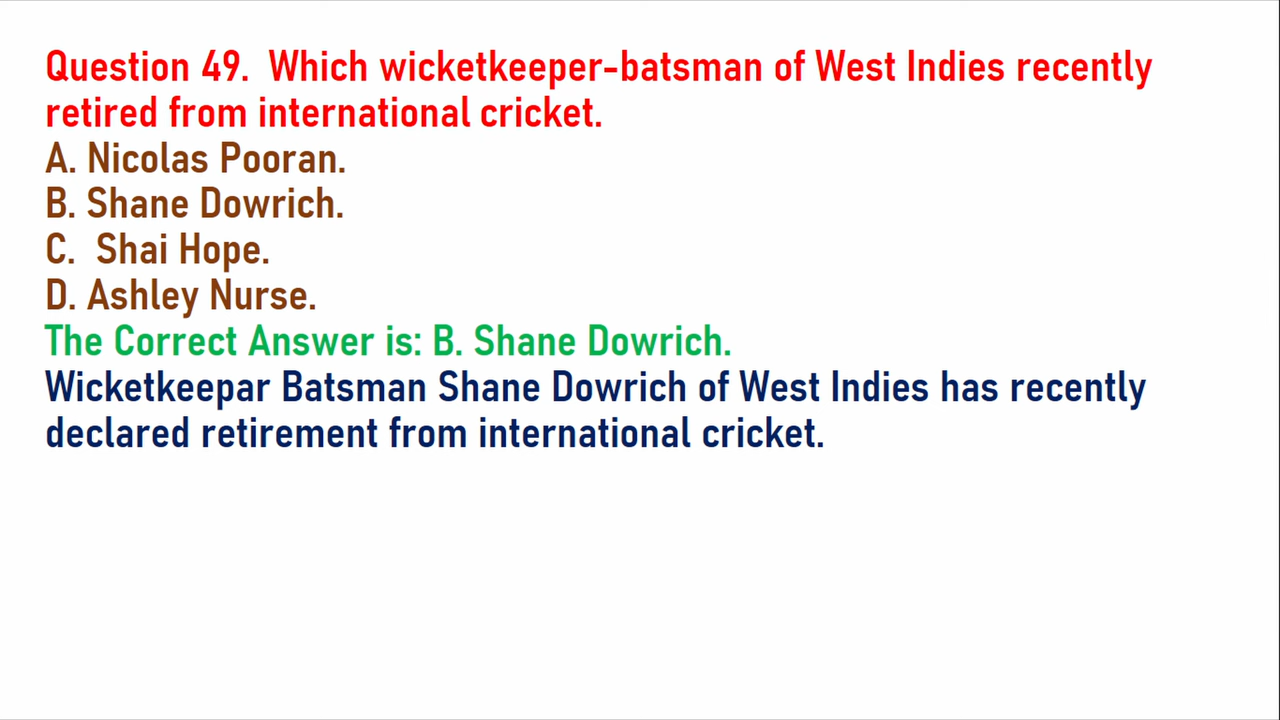 Question 49.  Which wicketkeeper-batsman of West Indies recently
retired from international cricket.
A. Nicolas Pooran.
B. Shane Dowrich.
C.  Shai Hope.
D. Ashley Nurse.
The Correct Answer is: B. Shane Dowrich.
Wicketkeepar Batsman Shane Dowrich of West Indies has recently
declared retirement from international cricket.